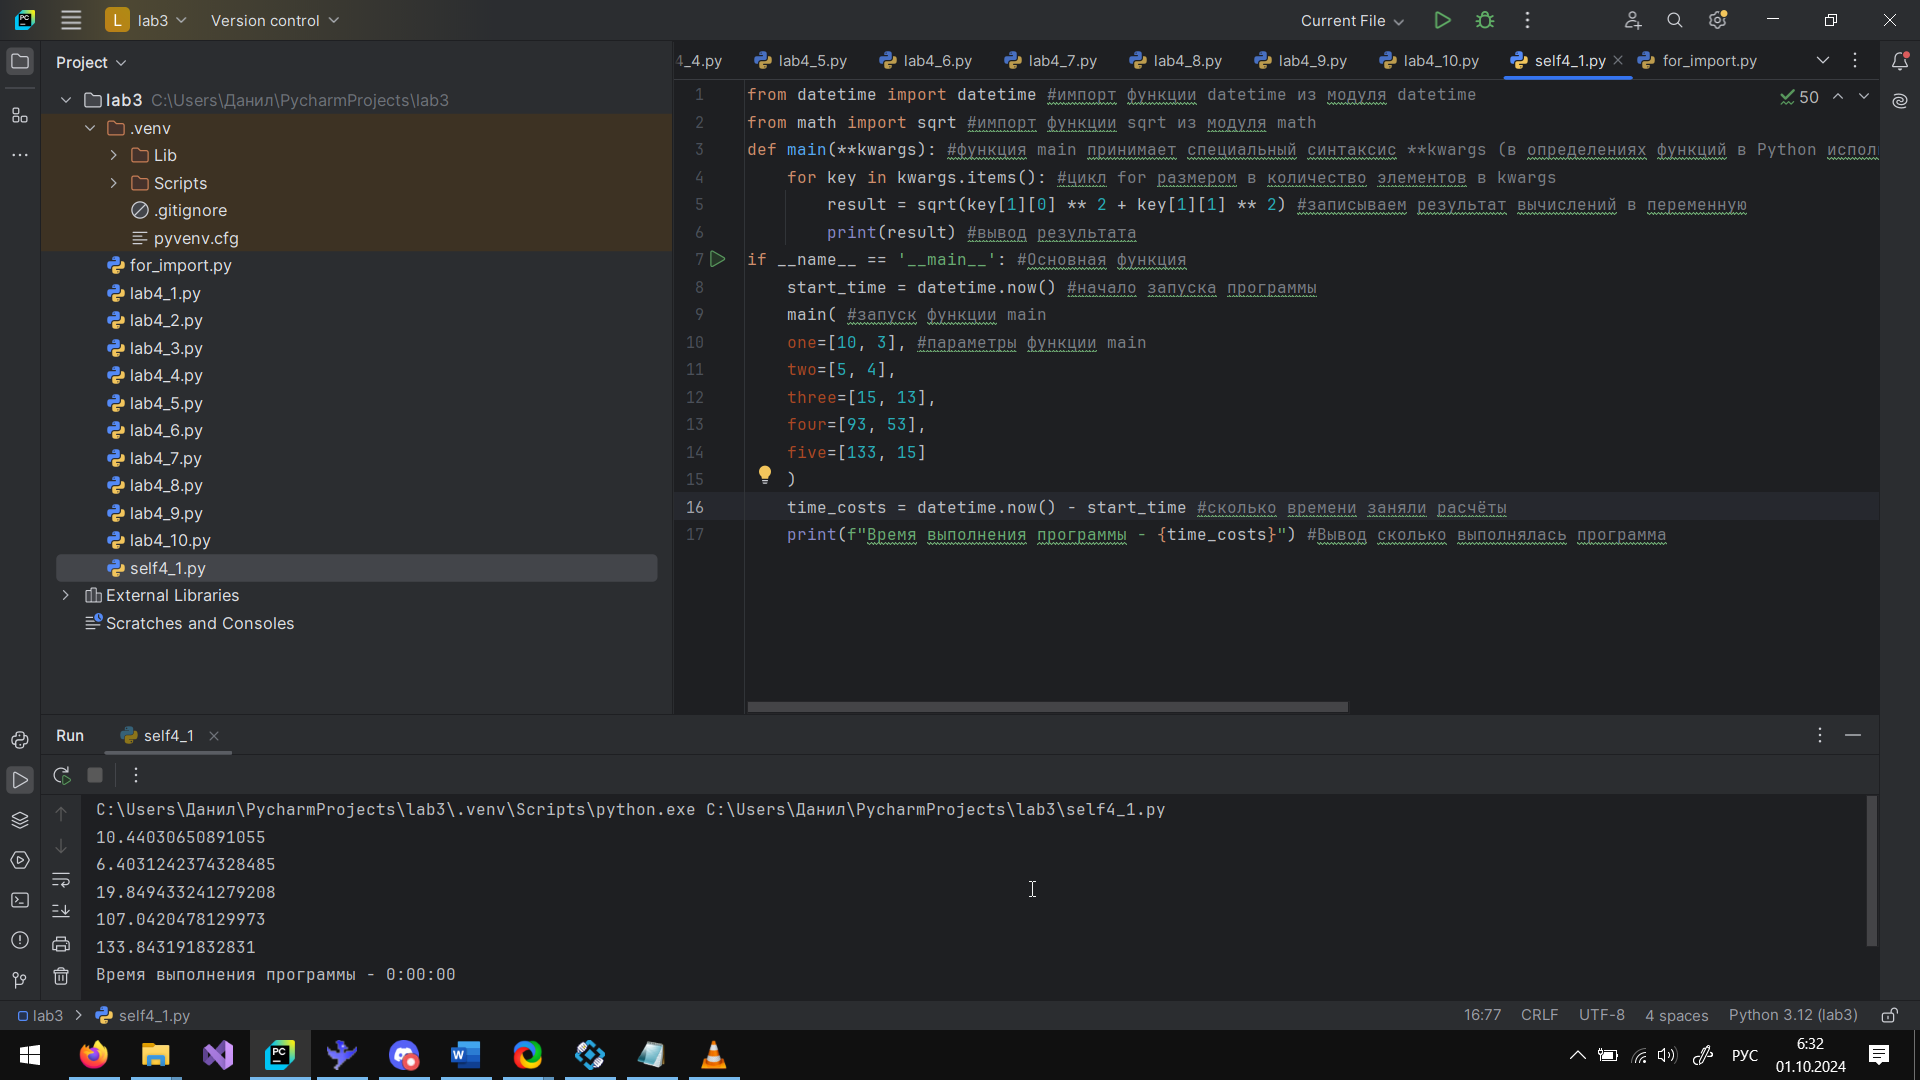 L lab3 Version control Current File
Project
lab3 C:\Users\Данил\PycharmProjects\lab3
.venv
Lib
Scripts
.gitignore
pyvenv.cfg
for_import.py
lab4_1.py
lab4_2.py
lab4_3.py
lab4_4.py
lab4_5.py
lab4_6.py
lab4_7.py
lab4_8.py
lab4_9.py
lab4_10.py
self4_1.py
External Libraries
Scratches and Consoles
4_4.py lab4_5.py lab4_6.py lab4_7.py lab4_8.py lab4_9.py lab4_10.py self4_1.py for_import.py
50
1 from datetime import datetime #импорт функции datetime из модуля datetime
2 from math import sqrt #импорт функции sqrt из модуля math
3 def main(**kwargs): #функция main принимает специальный синтаксис **kwargs (в определениях функций в Python испол
4 for key in kwargs.items(): #цикл for размером в количество элементов в kwargs
5 result = sqrt(key[1][0] ** 2 + key[1][1] ** 2) #записываем результат вычислений в переменную
6 print(result) #вывод результата
7 if __name__ == '__main__': #Основная функция
8 start_time = datetime.now() #начало запуска программы
9 main( #запуск функции main
10 one=[10, 3], #параметры функции main
11 two=[5, 4],
12 three=[15, 13],
13 four=[93, 53],
14 five=[133, 15]
15 )
16 time_costs = datetime.now() - start_time #сколько времени заняли расчёты
17 print(f"Время выполнения программы - {time_costs}") #Вывод сколько выполнялась программа
Run self4_1
C:\Users\Данил\PycharmProjects\lab3\.venv\Scripts\python.exe C:\Users\Данил\PycharmProjects\lab3\self4_1.py
10.44030650891055
6.4031242374328485
19.849433241279208
107.0420478129973
133.843191832831
Время выполнения программы - 0:00:00
lab3 self4_1.py 16:77 CRLF UTF-8 4 spaces Python 3.12 (lab3)
РУС 6:32
01.10.2024